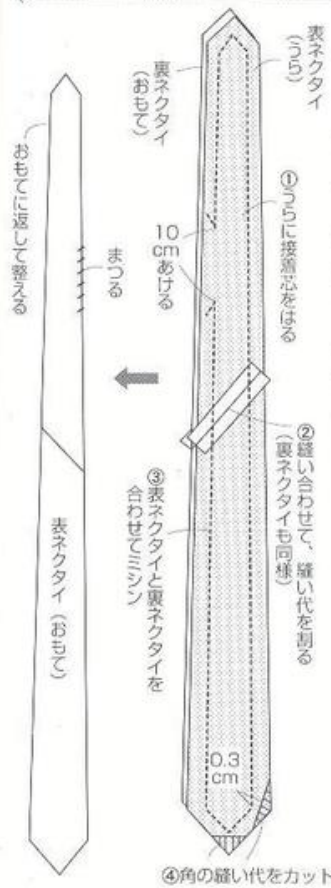 表ネクタイ
(うら)
裏ネクタイ
(おもて)
①うらに接着芯をはる
10
cm
あける
②縫い合わせて、縫い代を割る
(裏ネクタイも同様)
③表ネクタイと裏ネクタイを
合わせてミシン
0.3
cm
④角の縫い代をカット
まつる
おもてに返して整える
表ネクタイ(おもて)